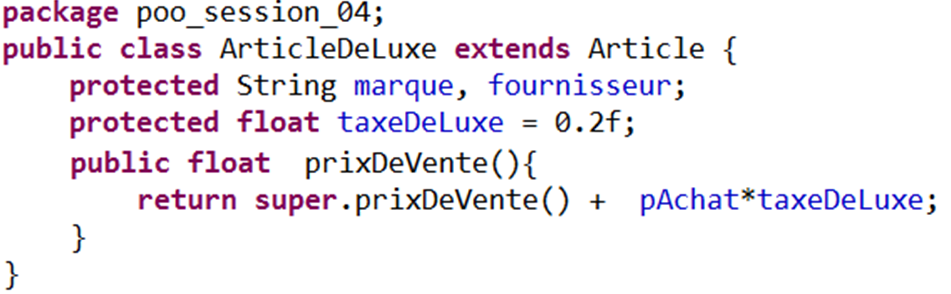 package poo_session_04;
public class ArticleDeLuxe extends Article {
protected String marque, fournisseur;
protected float taxeDeLuxe = 0.2f;
public float prixDeVente(){
return super.prixDeVente() + pAchat*taxeDeLuxe;
}
}